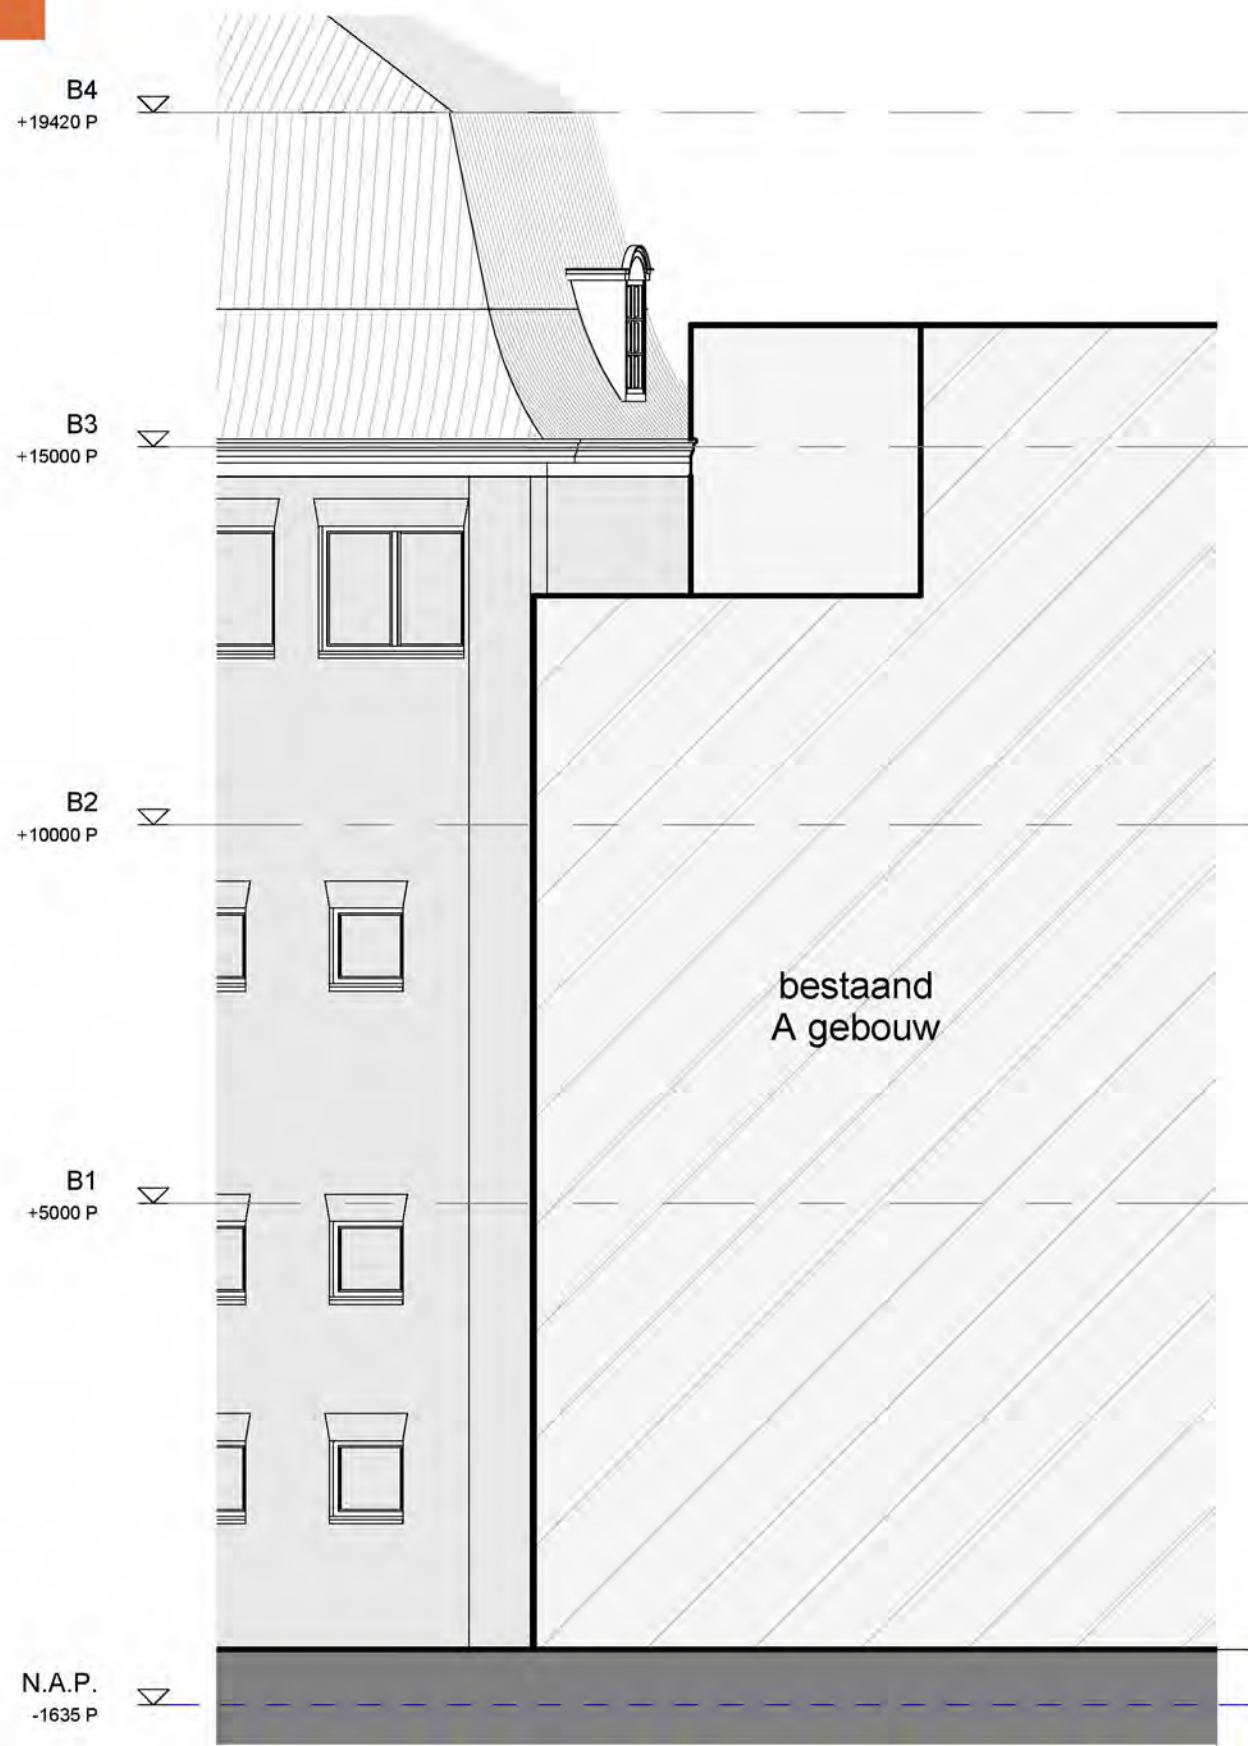 B4
+19420 P
B3
+15000 P
B2
+10000 P
bestaand
A gebouw
B1
+5000 P
N.A.P.
-1635 P